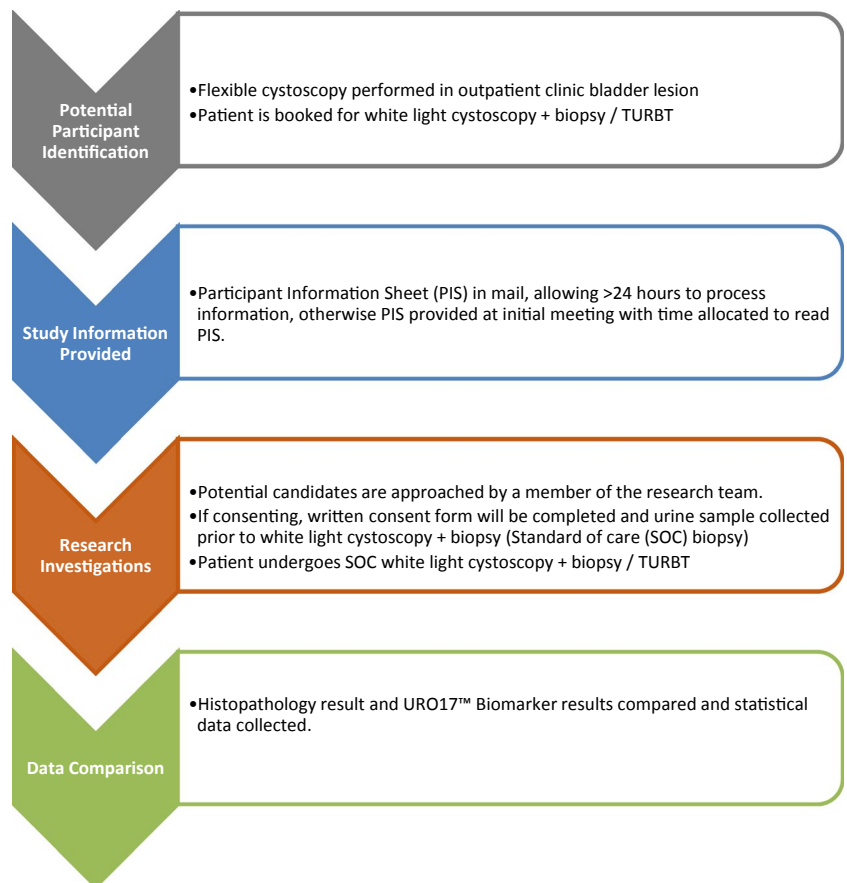 Potential
Participant
Identification
•Flexible cystoscopy performed in outpatient clinic bladder lesion
•Patient is booked for white light cystoscopy + biopsy / TURBT
Study Information
Provided
•Participant Information Sheet (PIS) in mail, allowing >24 hours to process
information, otherwise PIS provided at initial meeting with time allocated to read
PIS.
Research
Investigations
•Potential candidates are approached by a member of the research team.
•If consenting, written consent form will be completed and urine sample collected
prior to white light cystoscopy + biopsy (Standard of care (SOC) biopsy)
•Patient undergoes SOC white light cystoscopy + biopsy / TURBT
Data Comparison
•Histopathology result and URO17™ Biomarker results compared and statistical
data collected.